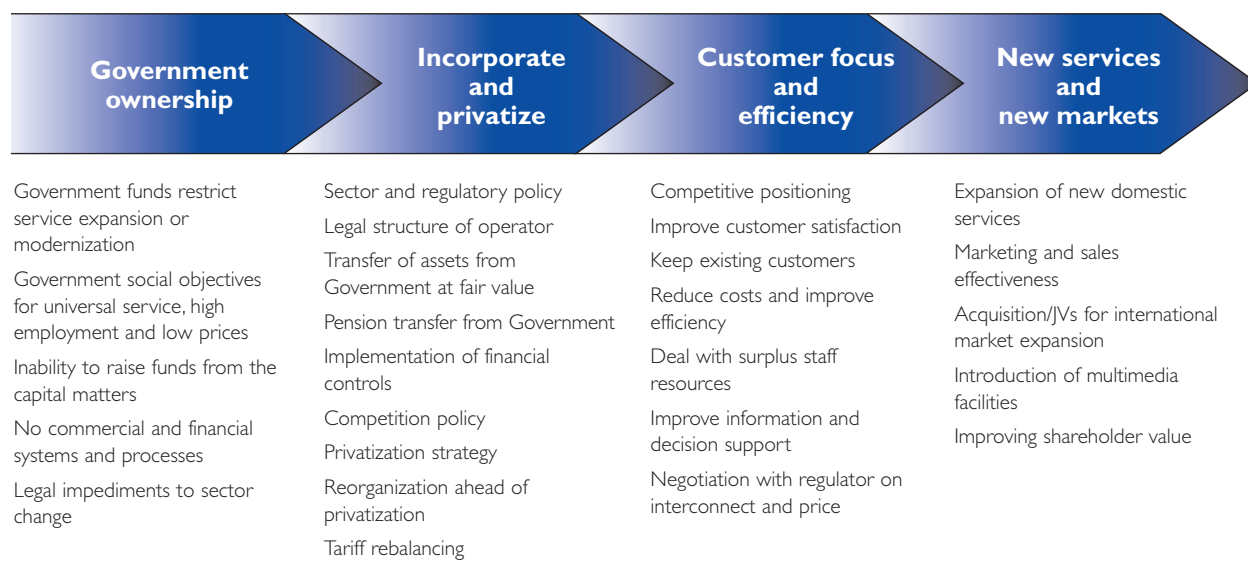 Government
ownership
Incorporate
and
privatize
Customer focus
and
efficiency
New services
and
new markets
Government funds restrict
service expansion or
modernization
Government social objectives
for universal service, high
employment and low prices
Inability to raise funds from the
capital matters
No commercial and financial
systems and processes
Legal impediments to sector
change
Sector and regulatory policy
Legal structure of operator
Transfer of assets from
Government at fair value
Pension transfer from Government
Implementation of financial
controls
Competition policy
Privatization strategy
Reorganization ahead of
privatization
Tariff rebalancing
Competitive positioning
Improve customer satisfaction
Keep existing customers
Reduce costs and improve
efficiency
Deal with surplus staff
resources
Improve information and
decision support
Negotiation with regulator on
interconnect and price
Expansion of new domestic
services
Marketing and sales
effectiveness
Acquisition/JVs for international
market expansion
Introduction of multimedia
facilities
Improving shareholder value